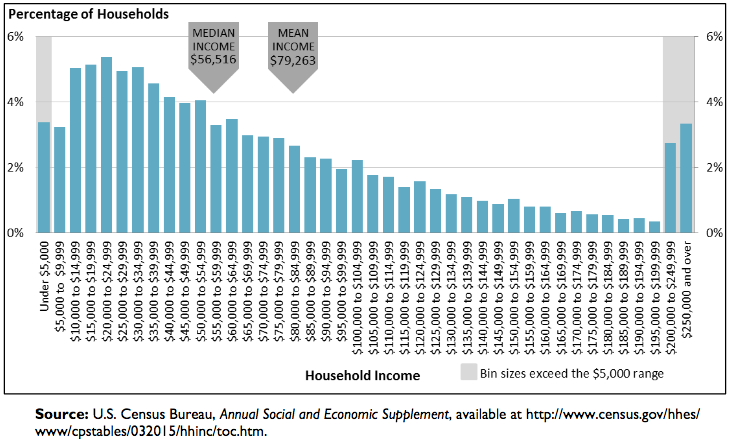 Percentage of Households
6%
4%
2%
0%
MEDIAN
INCOME
$56,516
MEAN
INCOME
$79,263
6%
4%
2%
0%
Under $5,000
$5,000 to $9,999
$10,000 to $14,999
$15,000 to $19,999
$20,000 to $24,999
$25,000 to $29,999
$30,000 to $34,999
$35,000 to $39,999
$40,000 to $44,999
$45,000 to $49,999
$50,000 to $54,999
$55,000 to $59,999
$60,000 to $64,999
$65,000 to $69,999
$70,000 to $74,999
$75,000 to $79,999
$80,000 to $84,999
$85,000 to $89,999
$90,000 to $94,999
$95,000 to $99,999
$100,000 to $104,999
$105,000 to $109,999
$110,000 to $114,999
$115,000 to $119,999
$120,000 to $124,999
$125,000 to $129,999
$130,000 to $134,999
$135,000 to $139,999
$140,000 to $144,999
$145,000 to $149,999
$150,000 to $154,999
$155,000 to $159,999
$160,000 to $164,999
$165,000 to $169,999
$170,000 to $174,999
$175,000 to $179,999
$180,000 to $184,999
$185,000 to $189,999
$190,000 to $194,999
$195,000 to $199,999
$200,000 to $249,999
$250,000 and over
Household Income
Bin sizes exceed the $5,000 range
Source: U.S. Census Bureau, Annual Social and Economic Supplement, available at http://www.census.gov/hhes/
www/cpstables/032015/hhinc/toc.htm.